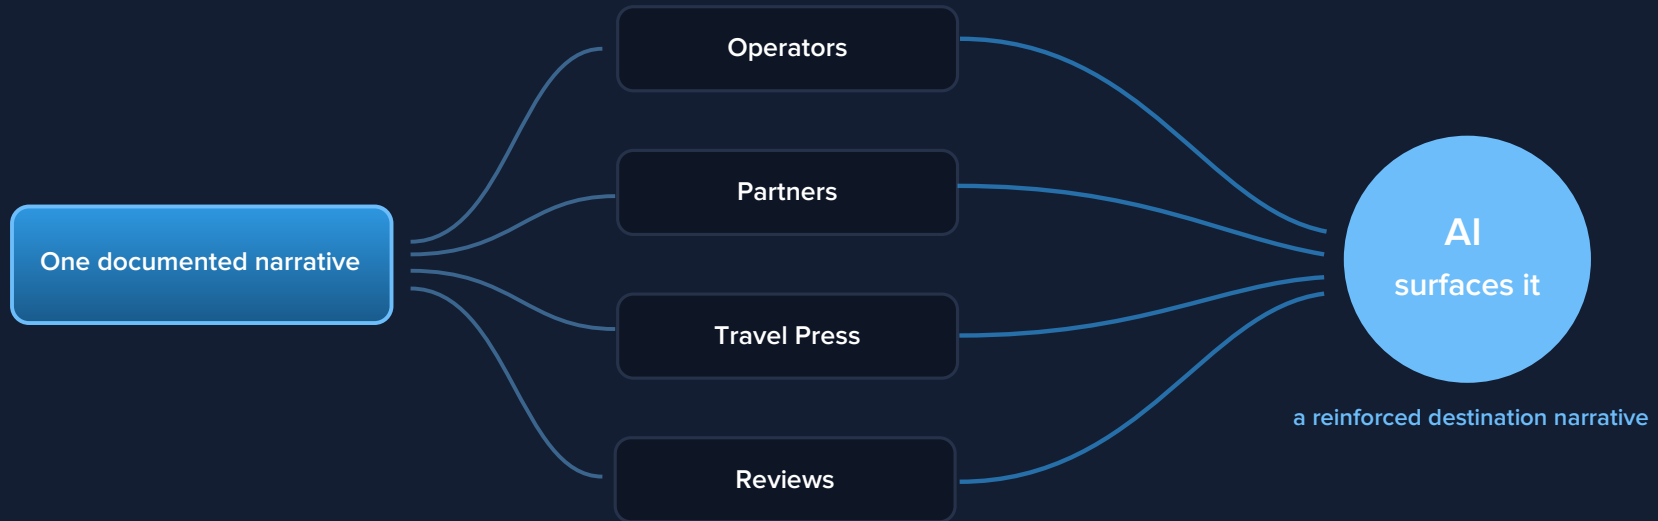 One documented narrative
Operators
Partners
Travel Press
Reviews
AI
surfaces it
a reinforced destination narrative